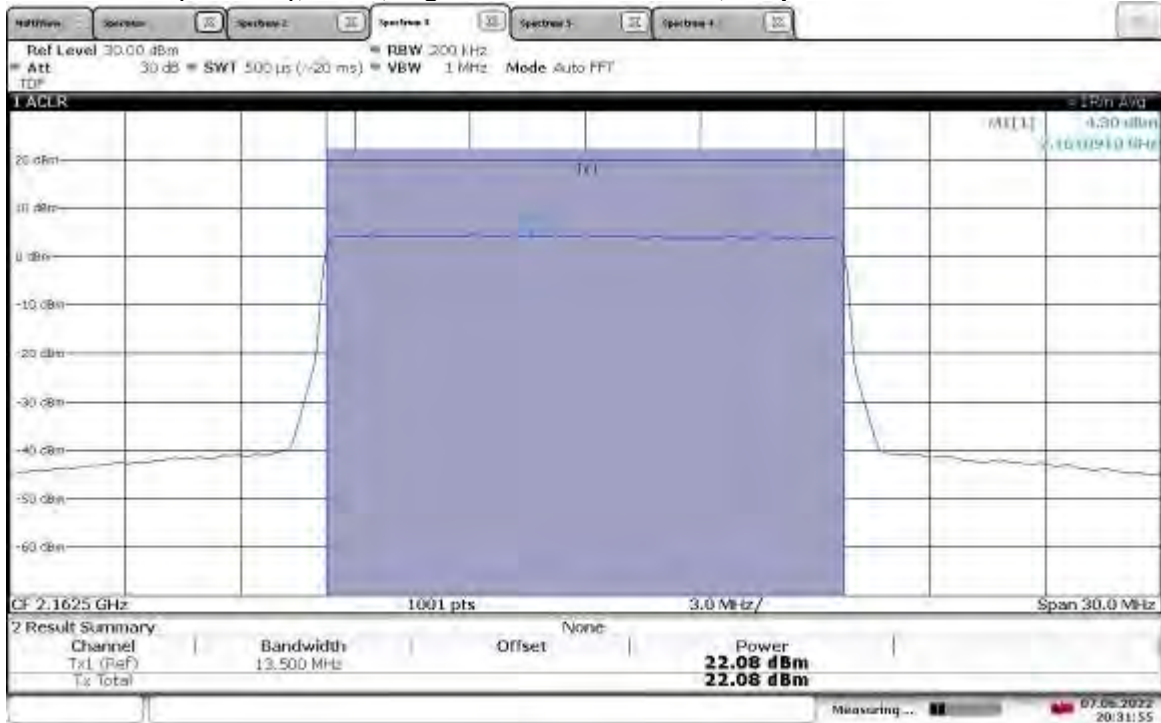 MultiView Spectrum Spectrum 2 Spectrum 3 Spectrum 5 Spectrum 4
Ref Level 30.00 dBm RBW 200 kHz
Att 30 dB SWT 500 µs (~20 ms) VBW 1 MHz Mode Auto FFT
TDF
1 ACLR 1Rm Avg
M1[1] 4.30 dBm
GHz
20 dBm
Tx1
10 dBm
0 dBm
-10 dBm
-20 dBm
-30 dBm
-40 dBm
-50 dBm
-60 dBm
CF 2.1625 GHz 1001 pts 3.0 MHz/ Span 30.0 MHz
2 Result Summary None
Channel Bandwidth Offset Power
Tx1 (Ref) 13.500 MHz 22.08 dBm
Tx Total 22.08 dBm
Measuring... 07.06.2022
20:31:55